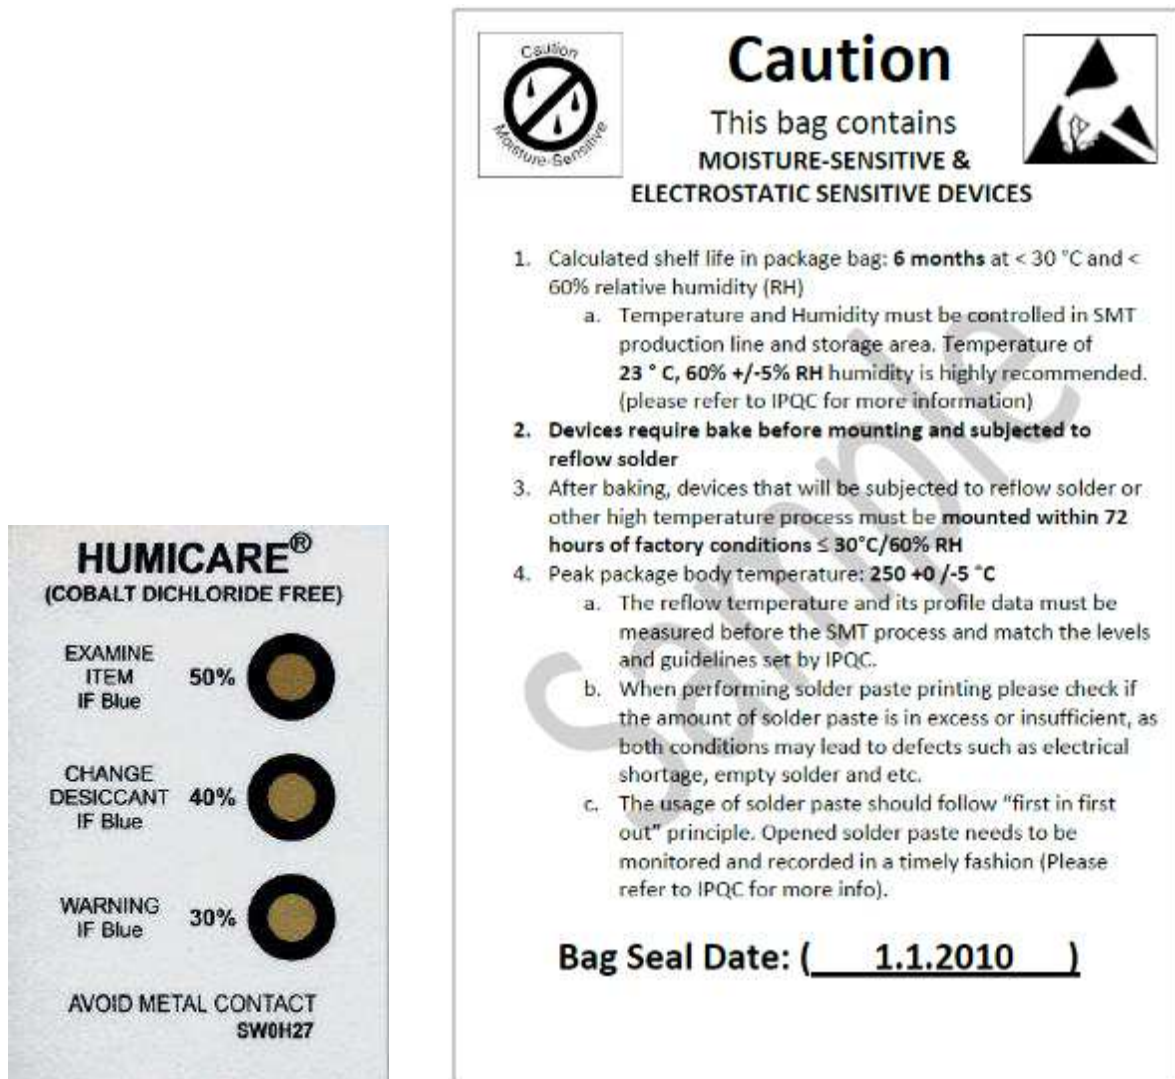 HUMICARE®
(COBALT DICHLORIDE FREE)
EXAMINE
ITEM 50%
IF Blue
CHANGE
DESICCANT 40%
IF Blue
WARNING 30%
IF Blue
AVOID METAL CONTACT
SW0H27
Caution
Moisture-Sensitive
Caution
This bag contains
MOISTURE-SENSITIVE &
ELECTROSTATIC SENSITIVE DEVICES
1. Calculated shelf life in package bag: 6 months at < 30 °C and <
60% relative humidity (RH)
a. Temperature and Humidity must be controlled in SMT
production line and storage area. Temperature of
23 ° C, 60% +/-5% RH humidity is highly recommended.
(please refer to IPQC for more information)
2. Devices require bake before mounting and subjected to
reflow solder
3. After baking, devices that will be subjected to reflow solder or
other high temperature process must be mounted within 72
hours of factory conditions ≤ 30°C/60% RH
4. Peak package body temperature: 250 +0 /-5 °C
a. The reflow temperature and its profile data must be
measured before the SMT process and match the levels
and guidelines set by IPQC.
b. When performing solder paste printing please check if
the amount of solder paste is in excess or insufficient, as
both conditions may lead to defects such as electrical
shortage, empty solder and etc.
c. The usage of solder paste should follow “first in first
out” principle. Opened solder paste needs to be
monitored and recorded in a timely fashion (Please
refer to IPQC for more info).
Bag Seal Date: ( 1.1.2010 )
Sample